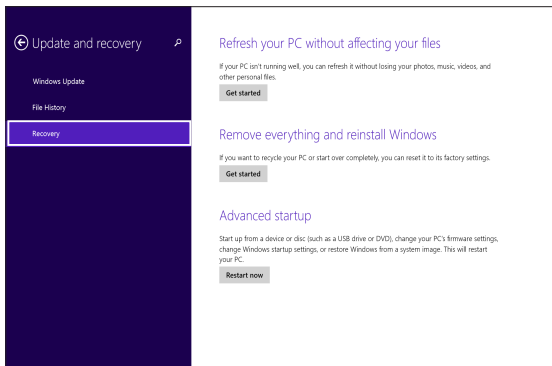 Update and recovery
Windows Update
File History
Recovery
Refresh your PC without affecting your files
If your PC isn't running well, you can refresh it without losing your photos, music, videos, and
other personal files.
Get started
Remove everything and reinstall Windows
If you want to recycle your PC or start over completely, you can reset it to its factory settings.
Get started
Advanced startup
Start up from a device or disc (such as a USB drive or DVD), change your PC's firmware settings,
change Windows startup settings, or restore Windows from a system image. This will restart
your PC.
Restart now